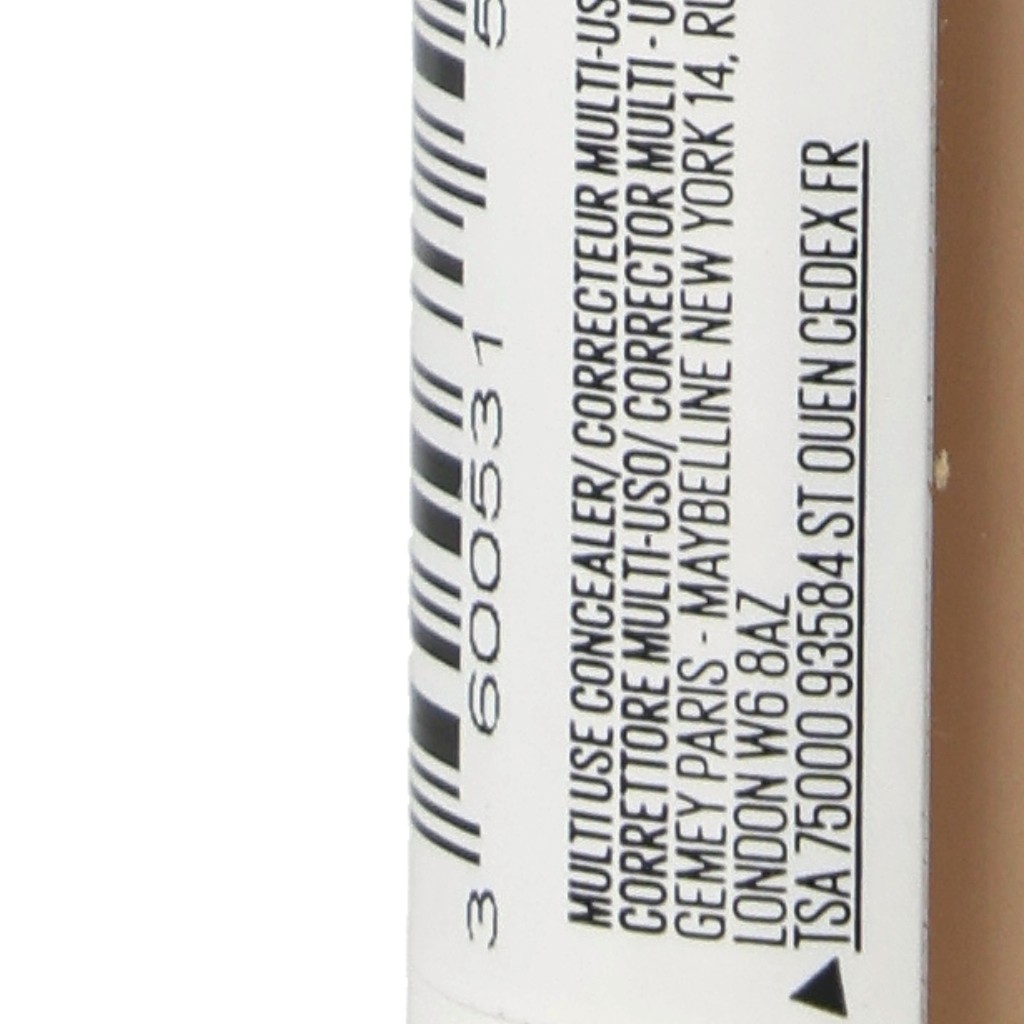 3 600531 5
MULTI USE CONCEALER/ CORRECTEUR MULTI-US
CORRETTORE MULTI-USO/ CORRECTOR MULTI - U
GEMEY PARIS - MAYBELLINE NEW YORK 14, RU
LONDON W6 8AZ
TSA 75000 93584 ST OUEN CEDEX FR